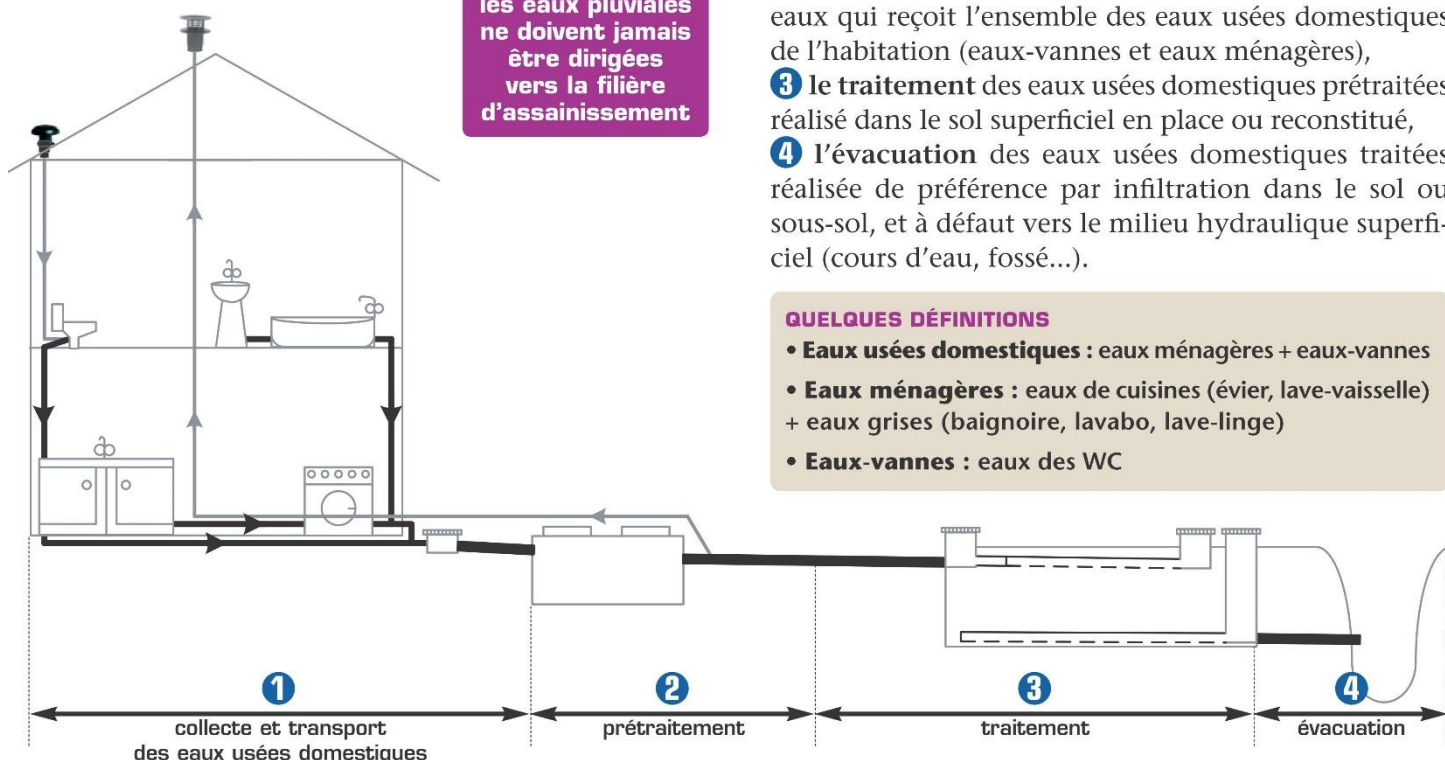 les eaux pluviales
ne doivent jamais
être dirigées
vers la filière
d'assainissement
eaux qui reçoit l'ensemble des eaux usées domestiques
de l'habitation (eaux-vannes et eaux ménagères),
3 le traitement des eaux usées domestiques prétraitées
réalisé dans le sol superficiel en place ou reconstitué,
4 l'évacuation des eaux usées domestiques traitées
réalisée de préférence par infiltration dans le sol ou
sous-sol, et à défaut vers le milieu hydraulique superfi-
ciel (cours d'eau, fossé...).
QUELQUES DÉFINITIONS
• Eaux usées domestiques : eaux ménagères + eaux-vannes
• Eaux ménagères : eaux de cuisines (évier, lave-vaisselle)
+ eaux grises (baignoire, lavabo, lave-linge)
• Eaux-vannes : eaux des WC
1
collecte et transport
des eaux usées domestiques
2
prétraitement
3
traitement
4
évacuation